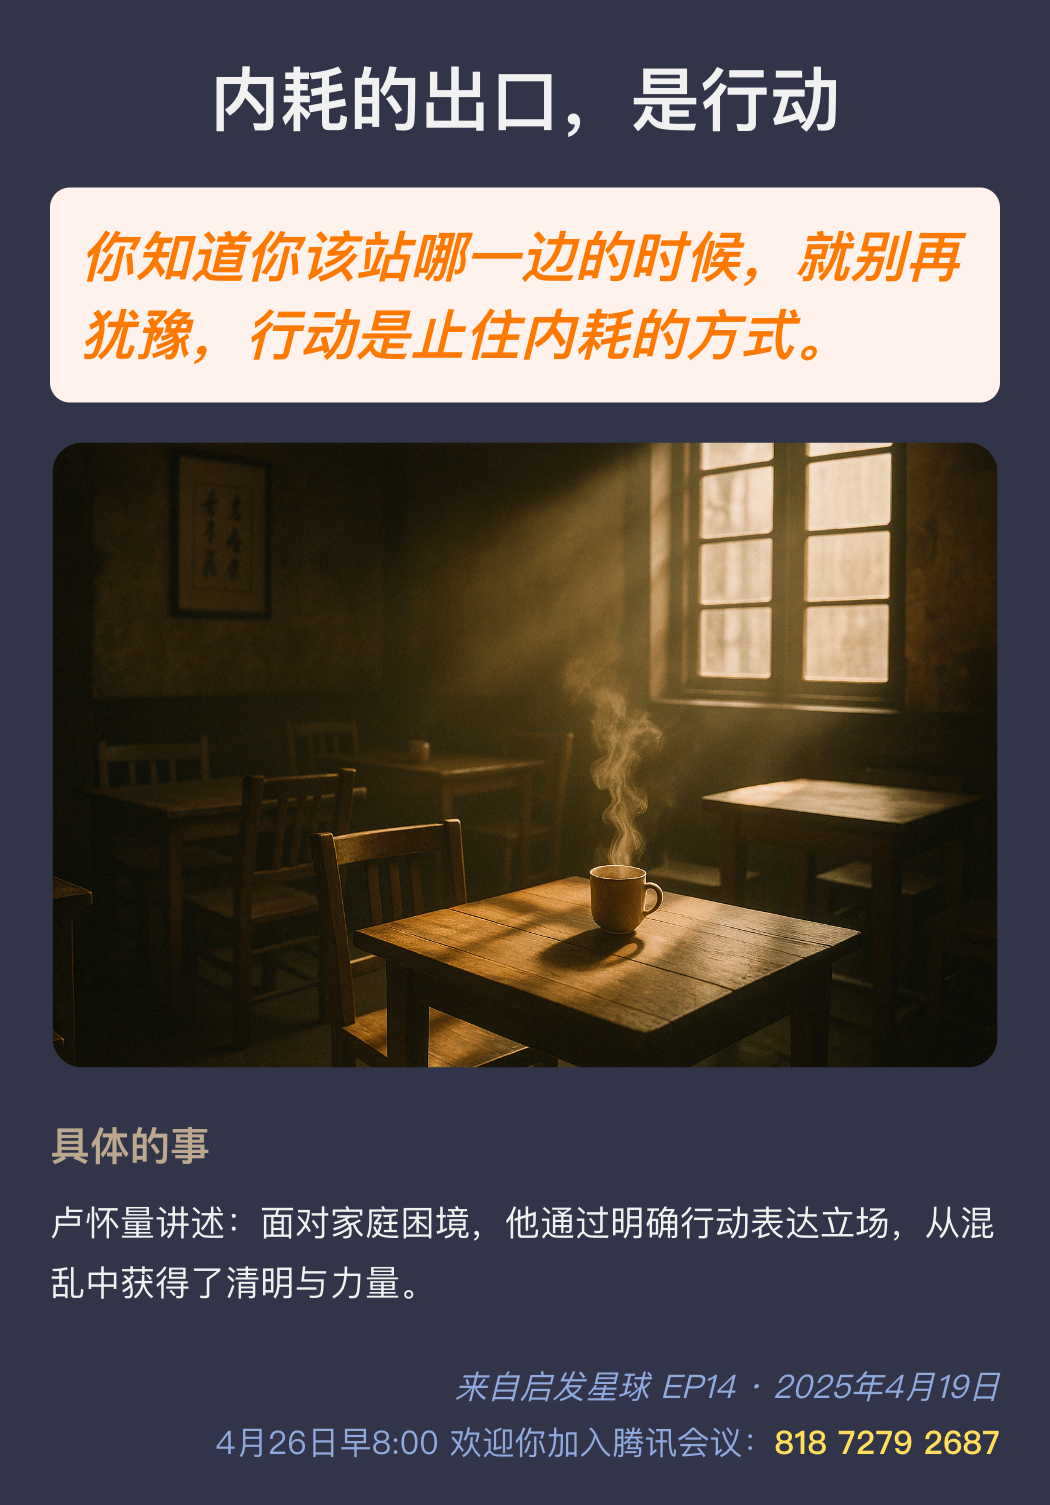 内耗的出口，是行动
你知道你该站哪一边的时候，就别再
犹豫，行动是止住内耗的方式。
具体的事
卢怀量讲述：面对家庭困境，他通过明确行动表达立场，从混
乱中获得了清明与力量。
来自启发星球 EP14 · 2025年4月19日
4月26日早8:00 欢迎你加入腾讯会议：818 7279 2687